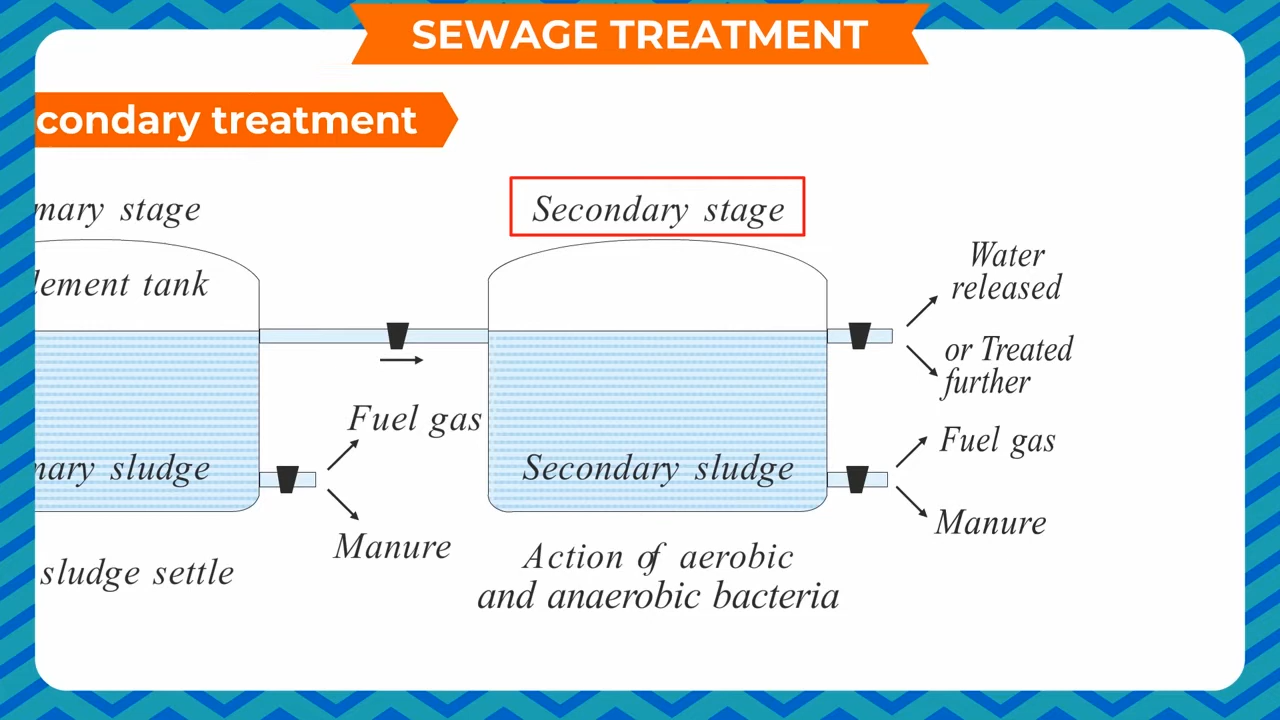 SEWAGE TREATMENT
condary treatment
mary stage
Secondary stage
lement tank
Water
released
or Treated
further
Fuel gas
Fuel gas
mary sludge
Secondary sludge
Manure
Manure
sludge settle
Action of aerobic
and anaerobic bacteria